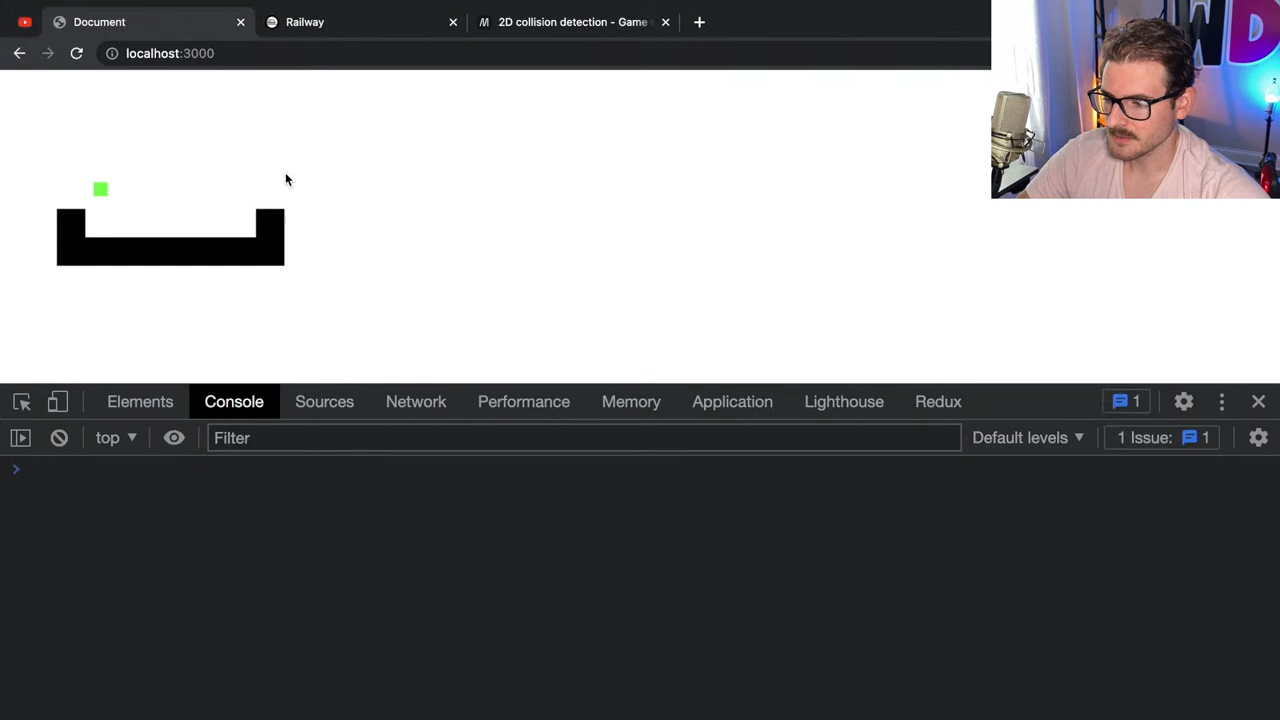 Document
Railway
2D collision detection - Game
localhost:3000
WD
Elements
Console
Sources
Network
Performance
Memory
Application
Lighthouse
Redux
1
top
Filter
Default levels
1 Issue:
1